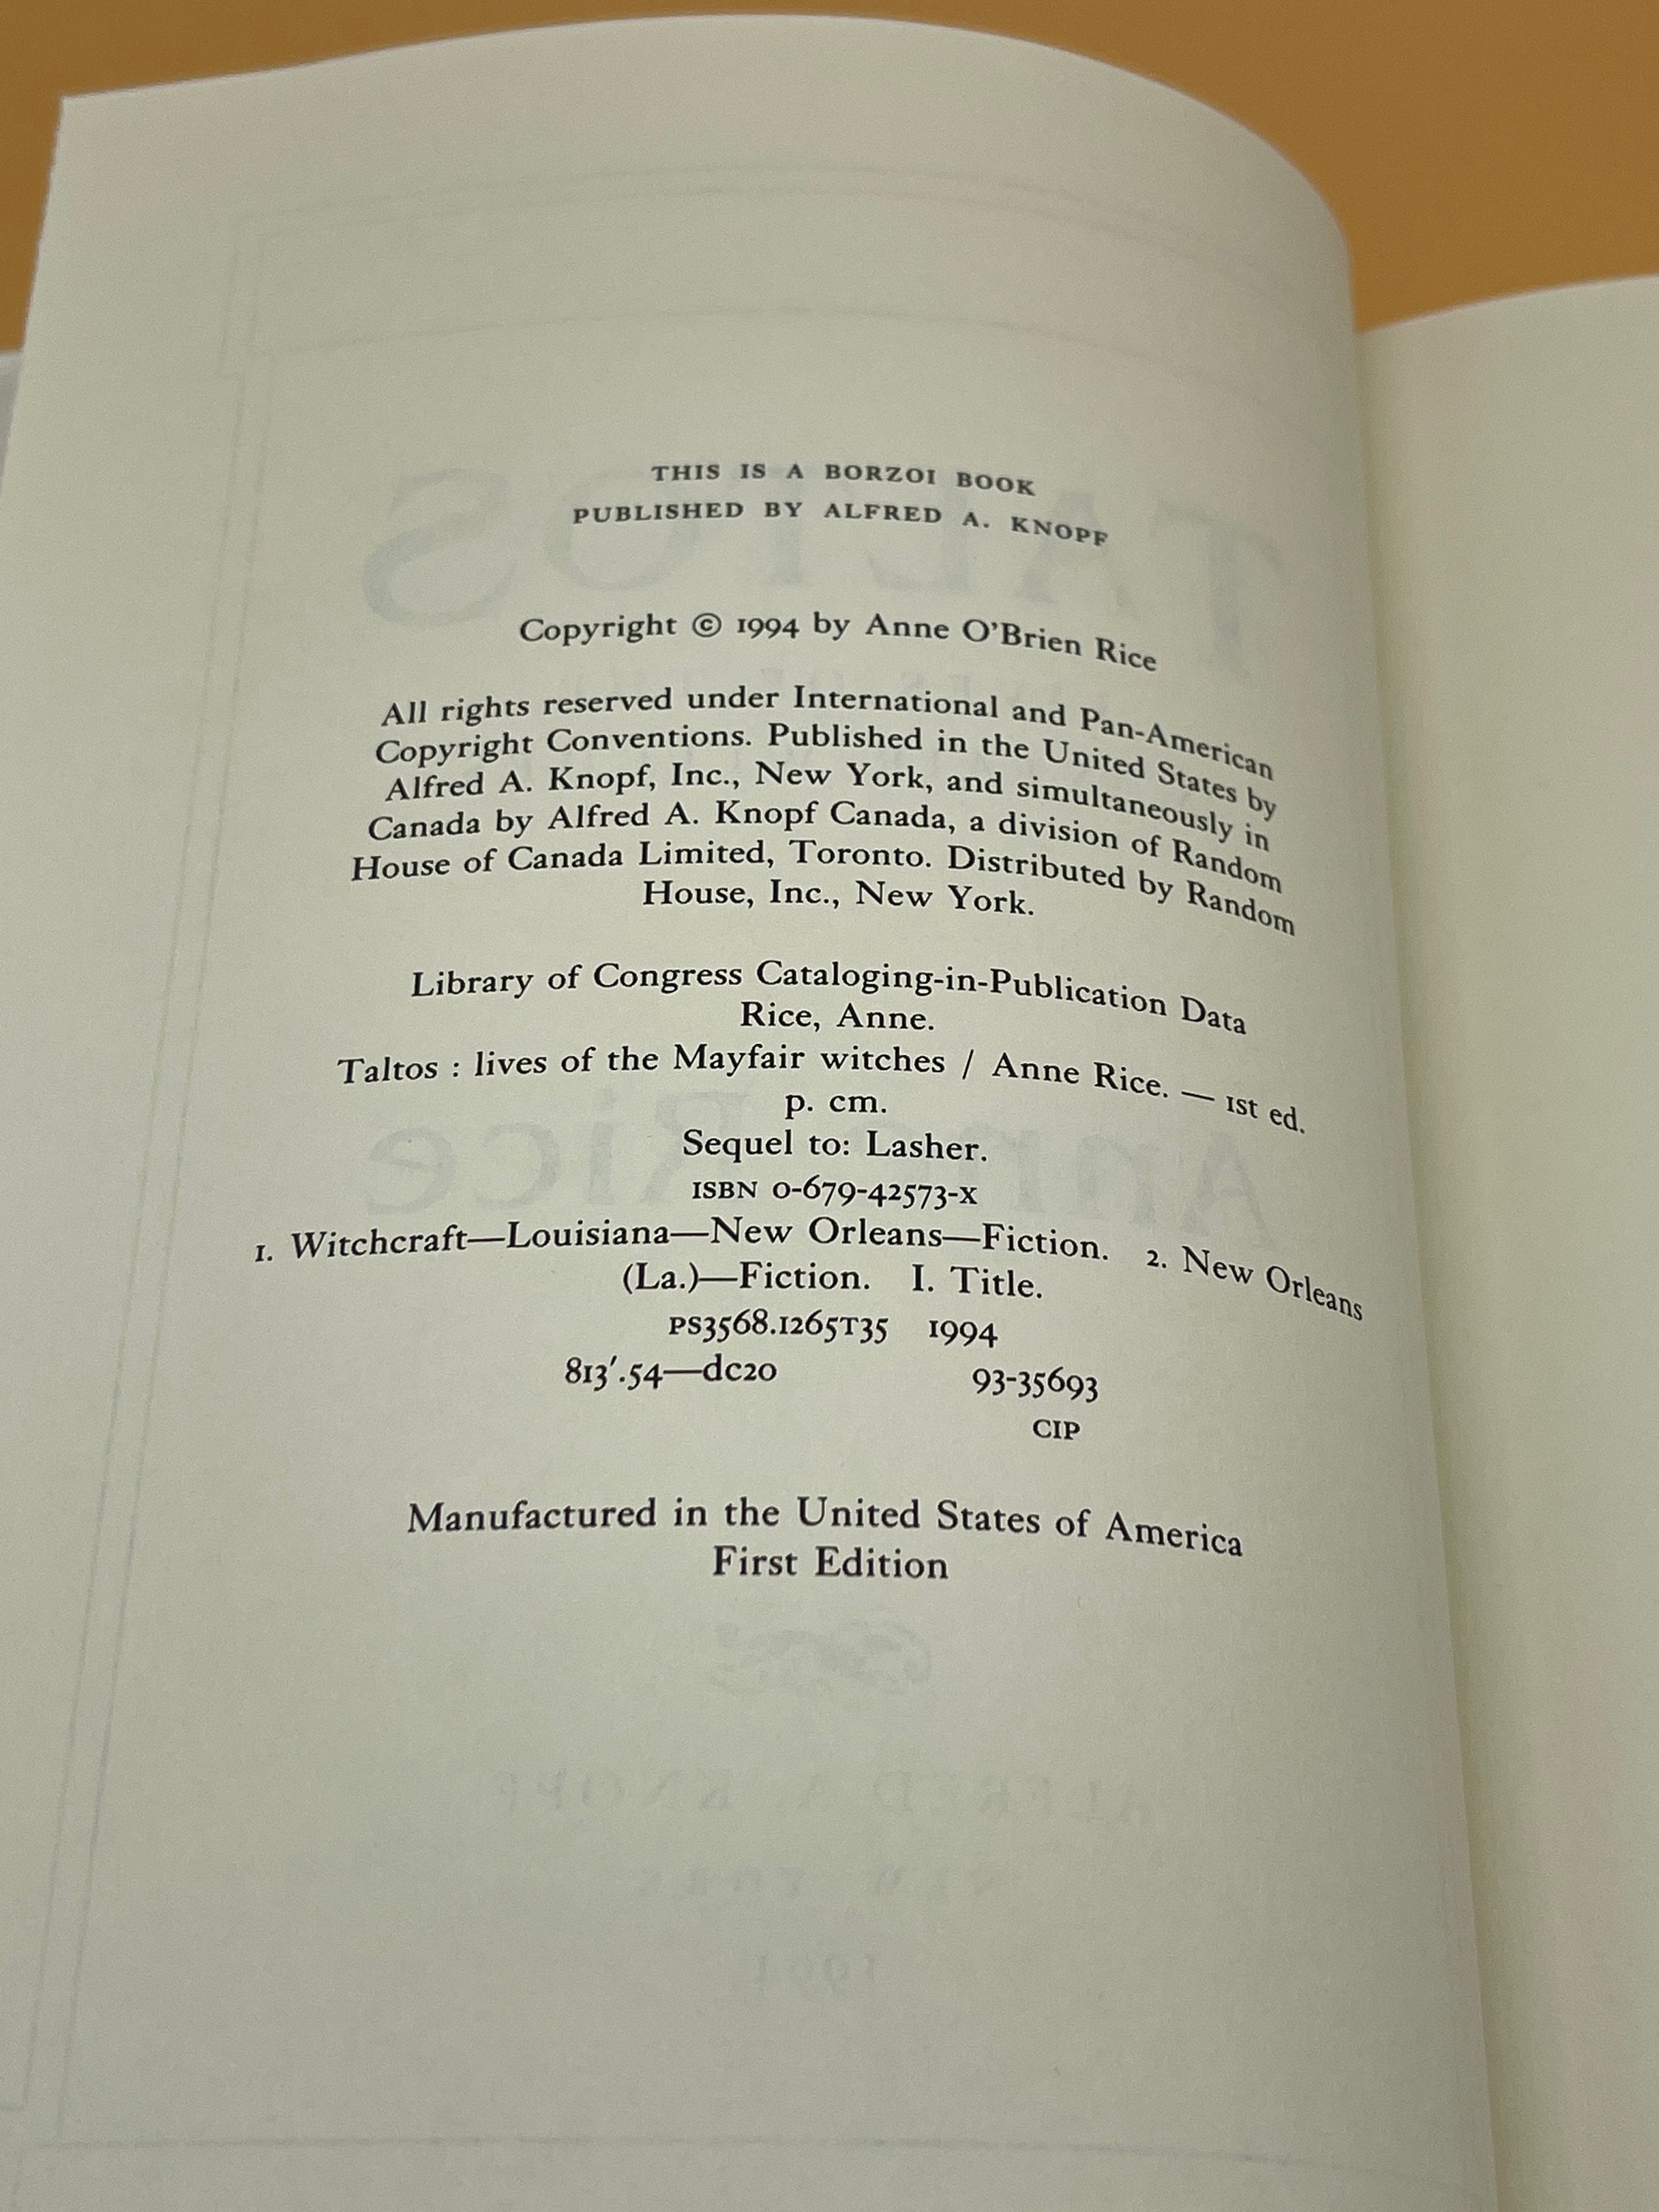 THIS IS A BORZOI BOOK
PUBLISHED BY ALFRED A. KNOPF
Copyright © 1994 by Anne O'Brien Rice
All rights reserved under International and Pan-American
Copyright Conventions. Published in the United States by
Alfred A. Knopf, Inc., New York, and simultaneously in
Canada by Alfred A. Knopf Canada, a division of Random
House of Canada Limited, Toronto. Distributed by Random
House, Inc., New York.
Library of Congress Cataloging-in-Publication Data
Rice, Anne.
Taltos : lives of the Mayfair witches / Anne Rice. — 1st ed.
p. cm.
Sequel to: Lasher.
ISBN 0-679-42573-X
1. Witchcraft—Louisiana—New Orleans—Fiction. 2. New Orleans
(La.)—Fiction. I. Title.
PS3568.I265T35 1994
813'.54—dc20 93-35693
CIP
Manufactured in the United States of America
First Edition